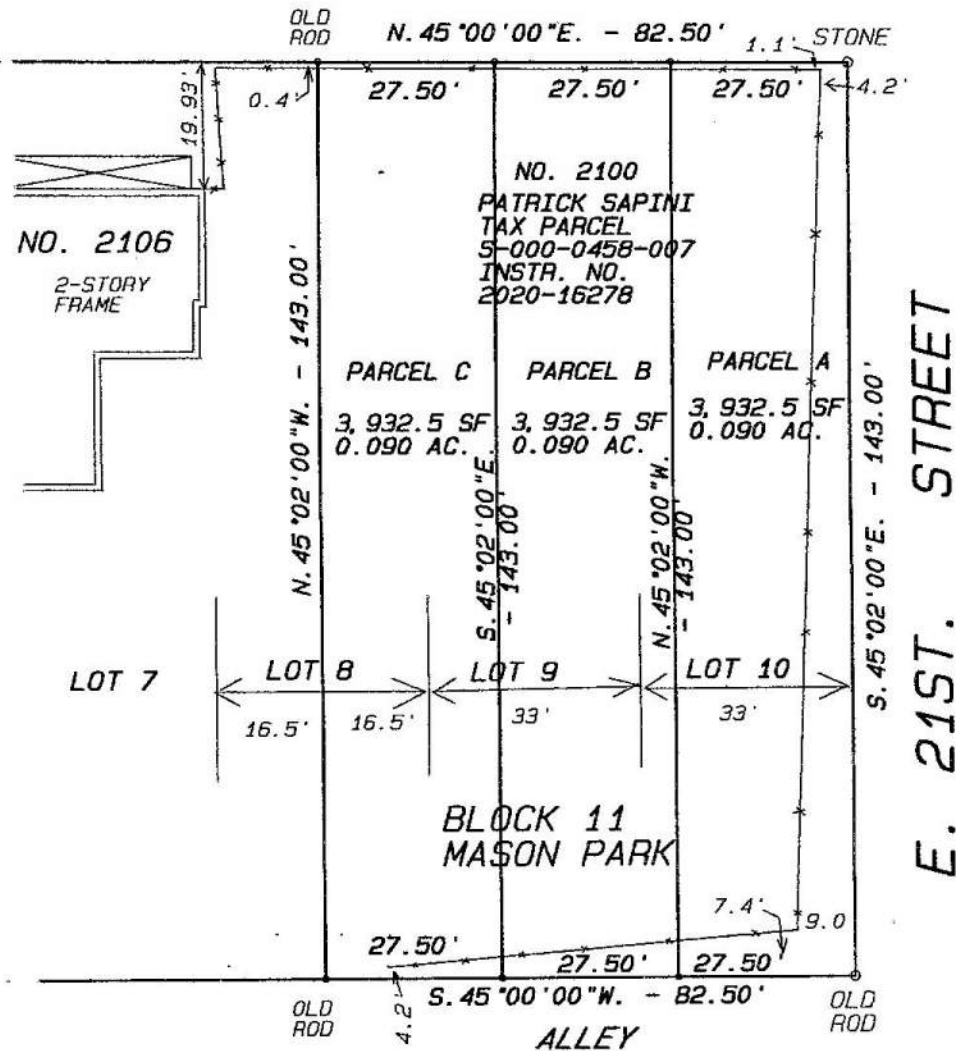 OLD
ROD
N. 45°00'00"E. - 82.50'
1.1'
STONE
19.93'
0.4'
27.50'
27.50'
27.50'
4.2'
NO. 2100
PATRICK SAPINI
TAX PARCEL
S-000-0458-007
INSTR. NO.
2020-16278
NO. 2106
2-STORY
FRAME
N. 45°02'00"W. - 143.00'
PARCEL C
3,932.5 SF
0.090 AC.
PARCEL B
3,932.5 SF
0.090 AC.
PARCEL A
3,932.5 SF
0.090 AC.
S. 45°02'00"E.
- 143.00'
N. 45°02'00"W.
- 143.00'
S. 45°02'00"E. - 143.00'
E. 21ST. STREET
LOT 7
LOT 8
LOT 9
LOT 10
16.5'
16.5'
33'
33'
BLOCK 11
MASON PARK
7.4'
9.0
27.50'
27.50'
27.50
4.2'
S. 45°00'00"W. - 82.50'
OLD
ROD
OLD
ROD
ALLEY